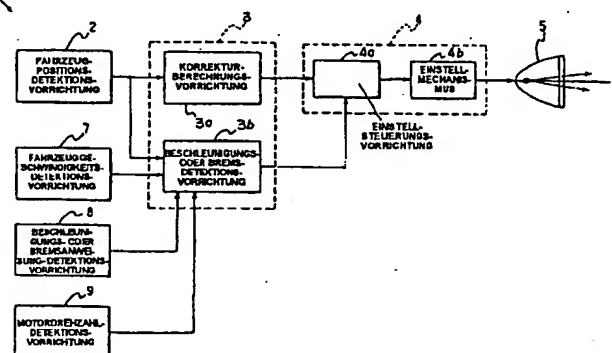 2
FAHRZEUG-
POSITIONS-
DETEKTIONS-
VORRICHTUNG
3
KORREKTUR-
BERECHNUNGS-
VORRICHTUNG
3a
3b
BESCHLEUNIGUNGS-
ODER BREMS-
DETEKTIONS-
VORRICHTUNG
4
4a
4b
EINSTELL-
MECHANIS-
MUS
EINSTELL-
STEUERUNGS-
VORRICHTUNG
5
7
FAHRZEUGGE-
SCHWINDIGKEITS-
DETEKTIONS-
VORRICHTUNG
8
BESCHLEUNI-
GUNGS- ODER
BREMSANWEI-
SUNG-DETEKTIONS-
VORRICHTUNG
9
MOTORDREHZAHL-
DETEKTIONS-
VORRICHTUNG